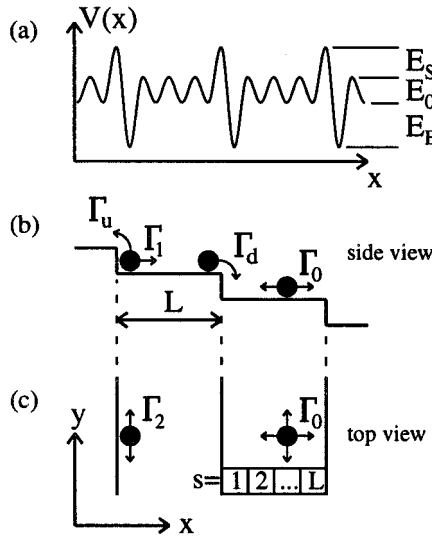 (a)
V(x)
E_S
E_0
E_B
x
(b)
Γ_u
Γ_1
Γ_d
Γ_0
side view
L
(c)
y
Γ_2
Γ_0
top view
s= 1 2 ... L
x